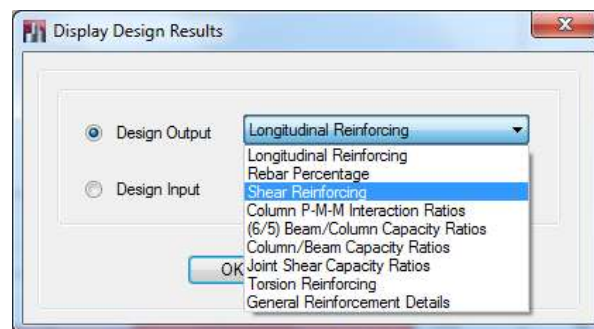 Display Design Results
x
Design Output
Longitudinal Reinforcing
Longitudinal Reinforcing
Rebar Percentage
Shear Reinforcing
Design Input
Column P-M-M Interaction Ratios
(6/5) Beam/Column Capacity Ratios
Column/Beam Capacity Ratios
OK
Joint Shear Capacity Ratios
Torsion Reinforcing
General Reinforcement Details